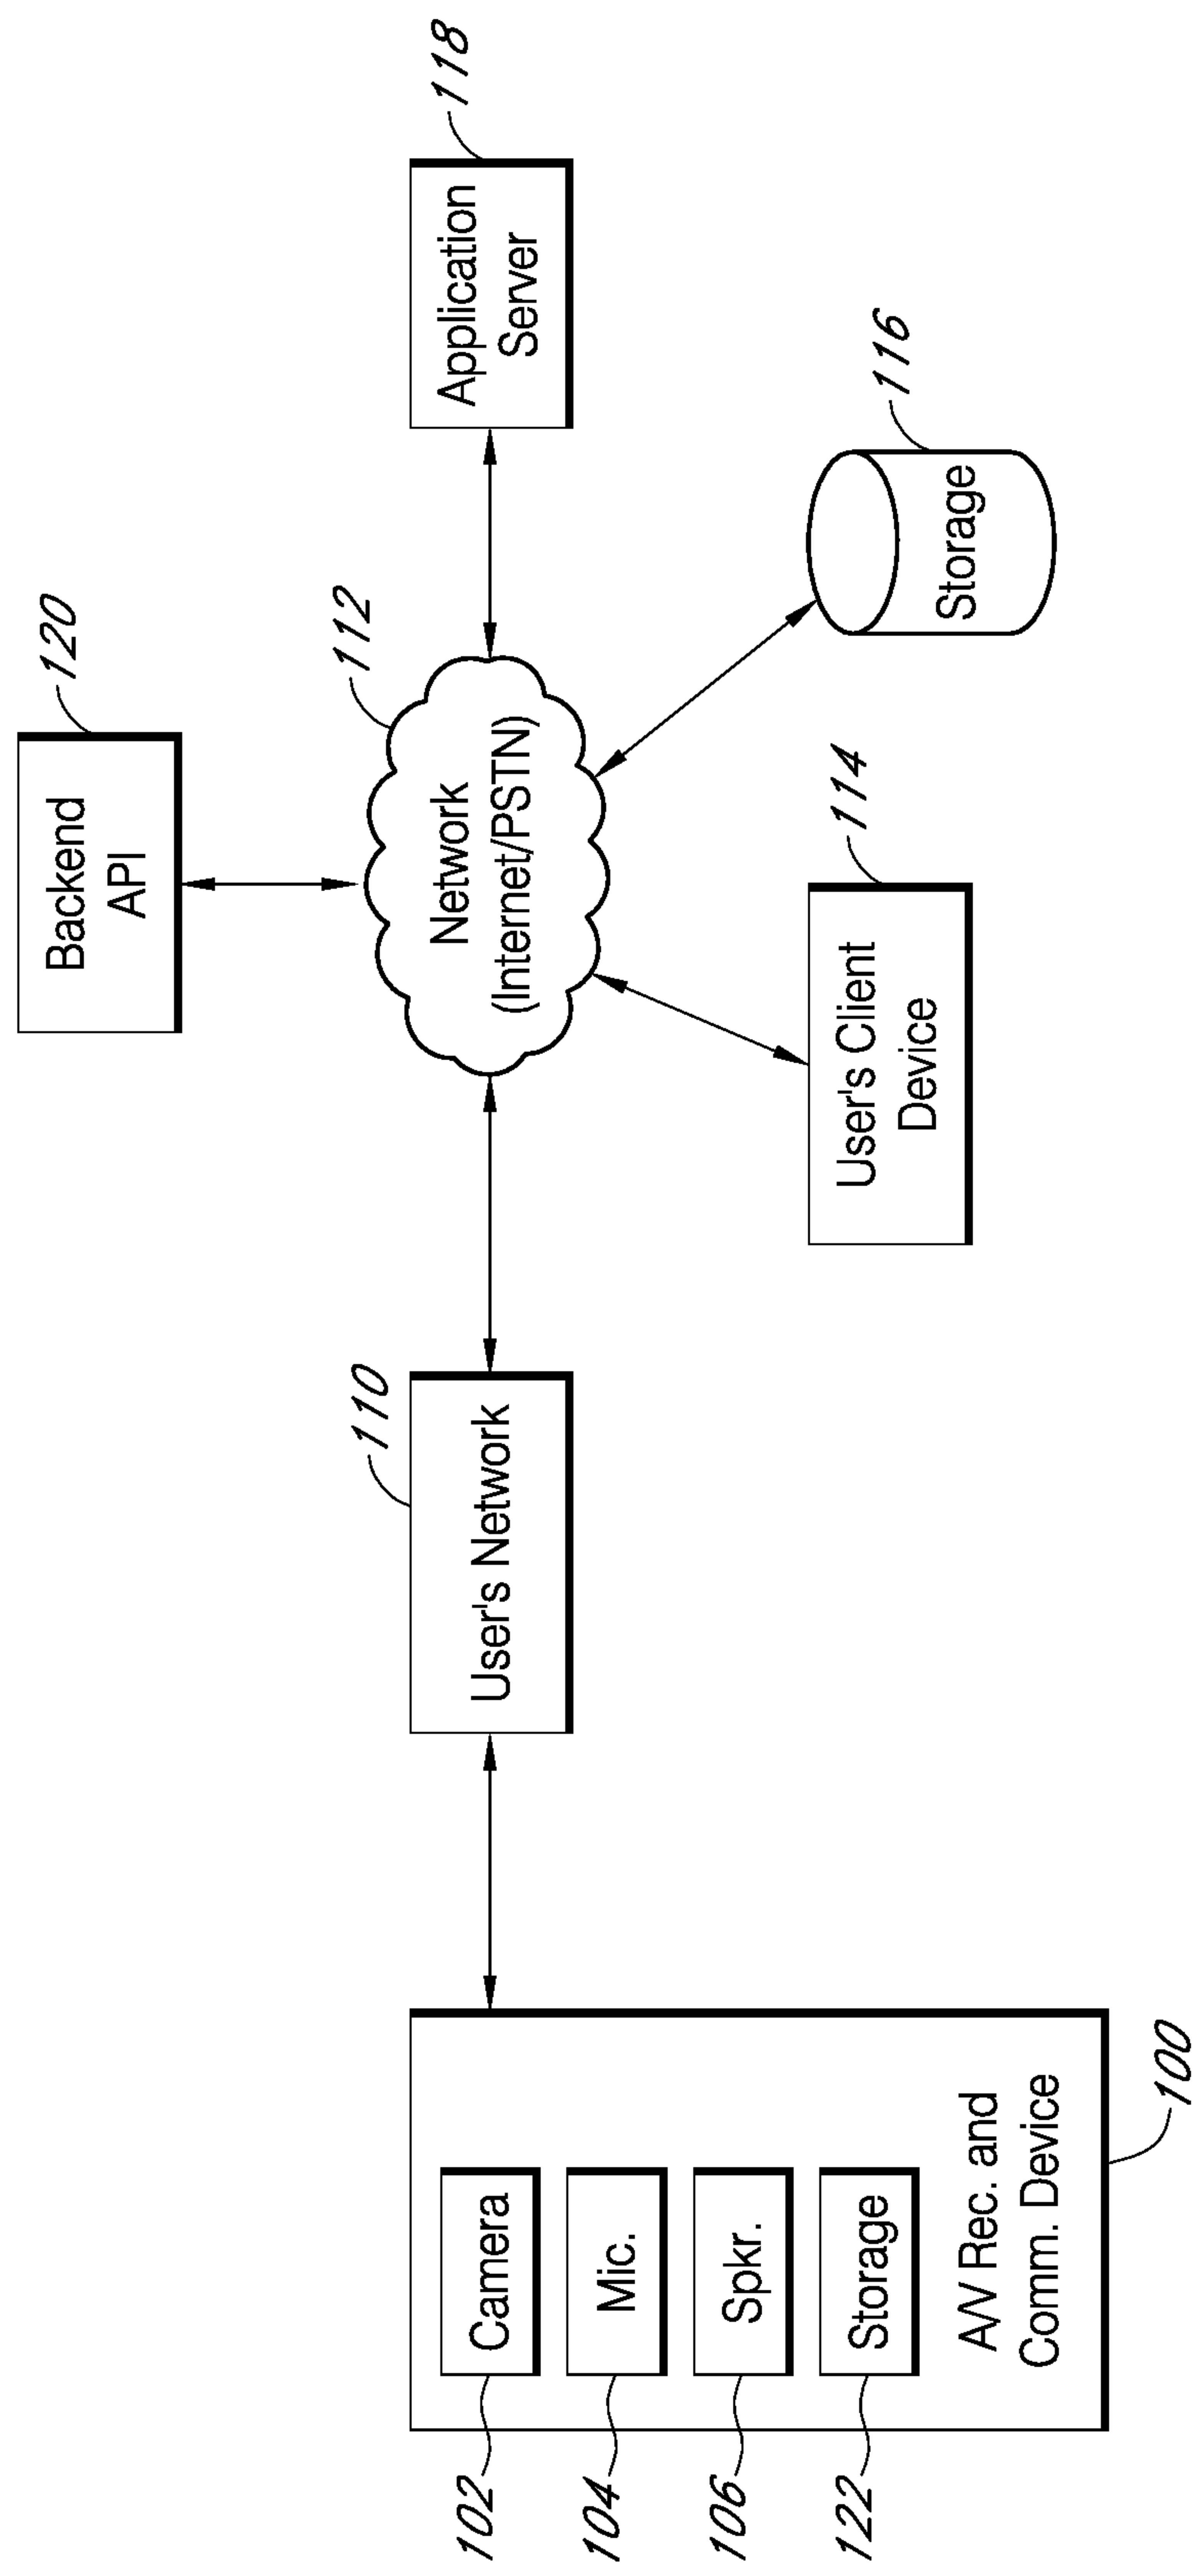 120
Backend
API
112
118
Network
(Internet/PSTN)
Application
Server
110
User's Network
114
User's Client
Device
116
Storage
102
Camera
104
Mic.
106
Spkr.
122
Storage
A/V Rec. and
Comm. Device
100